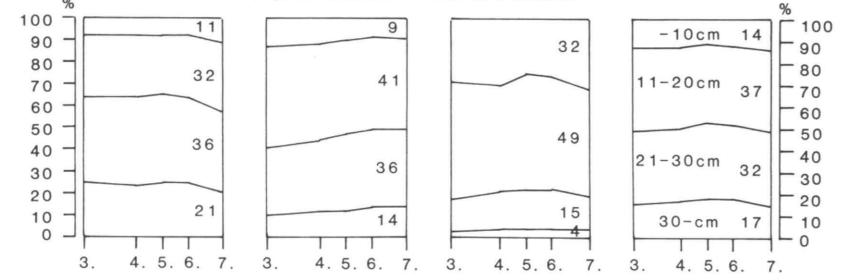 % %
100 11 9 32 -10cm 14 100
90 90
80 32 41 11-20cm 37 80
70 70
60 60
50 49 50
40 36 36 21-30cm 32 40
30 30
20 21 15 20
10 14 4 30-cm 17 10
0 0
3. 4. 5. 6. 7. 3. 4. 5. 6. 7. 3. 4. 5. 6. 7. 3. 4. 5. 6. 7.